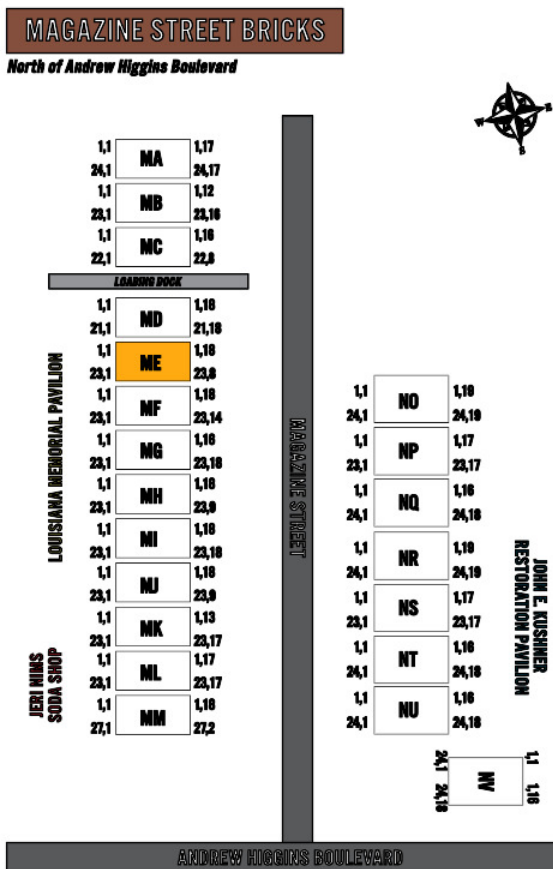 MAGAZINE STREET BRICKS
North of Andrew Higgins Boulevard
N
W E
S
1,1 MA 1,17
24,1 24,17
1,1 MB 1,12
23,1 23,16
1,1 MC 1,16
22,1 22,8
LOADING DOCK
1,1 MD 1,18
21,1 21,18
1,1 ME 1,18
23,1 23,8
1,1 MF 1,18
23,1 23,14
1,1 MG 1,16
23,1 23,18
1,1 MH 1,18
23,1 23,9
1,1 MI 1,18
23,1 23,18
1,1 MJ 1,18
23,1 23,9
1,1 MK 1,13
23,1 23,17
1,1 ML 1,17
23,1 23,17
1,1 MM 1,18
27,1 27,2
LOUISIANA MEMORIAL PAVILION
JERI NIMS
SODA SHOP
MAGAZINE STREET
1,1 NO 1,19
24,1 24,19
1,1 NP 1,17
23,1 23,17
1,1 NQ 1,16
24,1 24,18
1,1 NR 1,19
24,1 24,19
1,1 NS 1,17
23,1 23,17
1,1 NT 1,16
24,1 24,18
1,1 NU 1,16
24,1 24,18
JOHN E. KUSHNER
RESTORATION PAVILION
1,1 NV 1,18
24,1 24,18
ANDREW HIGGINS BOULEVARD